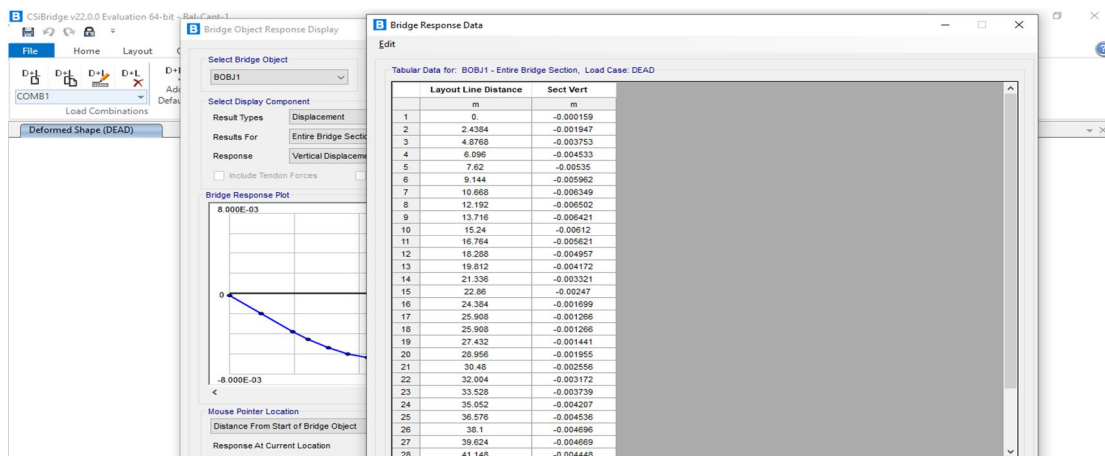 CSiBridge v22.0.0 Evaluation 64-bit - Bal-Cant-1
File Home Layout
COMB1
Load Combinations
Deformed Shape (DEAD)
Bridge Object Response Display
Select Bridge Object
BOBJ1
Select Display Component
Result Types Displacement
Results For Entire Bridge Sectio
Response Vertical Displaceme
Include Tendon Forces
Bridge Response Plot
8.000E-03
0
-8.000E-03
<
Mouse Pointer Location
Distance From Start of Bridge Object
Response At Current Location
Bridge Response Data
Edit
Tabular Data for: BOBJ1 - Entire Bridge Section, Load Case: DEAD
Layout Line Distance Sect Vert
m m
1 0. -0.000159
2 2.4384 -0.001947
3 4.8768 -0.003753
4 6.096 -0.004533
5 7.62 -0.00535
6 9.144 -0.005962
7 10.668 -0.006349
8 12.192 -0.006502
9 13.716 -0.006421
10 15.24 -0.00612
11 16.764 -0.005621
12 18.288 -0.004957
13 19.812 -0.004172
14 21.336 -0.003321
15 22.86 -0.00247
16 24.384 -0.001699
17 25.908 -0.001266
18 25.908 -0.001266
19 27.432 -0.001441
20 28.956 -0.001955
21 30.48 -0.002556
22 32.004 -0.003172
23 33.528 -0.003739
24 35.052 -0.004207
25 36.576 -0.004536
26 38.1 -0.004696
27 39.624 -0.004669
28 41.148 -0.004448